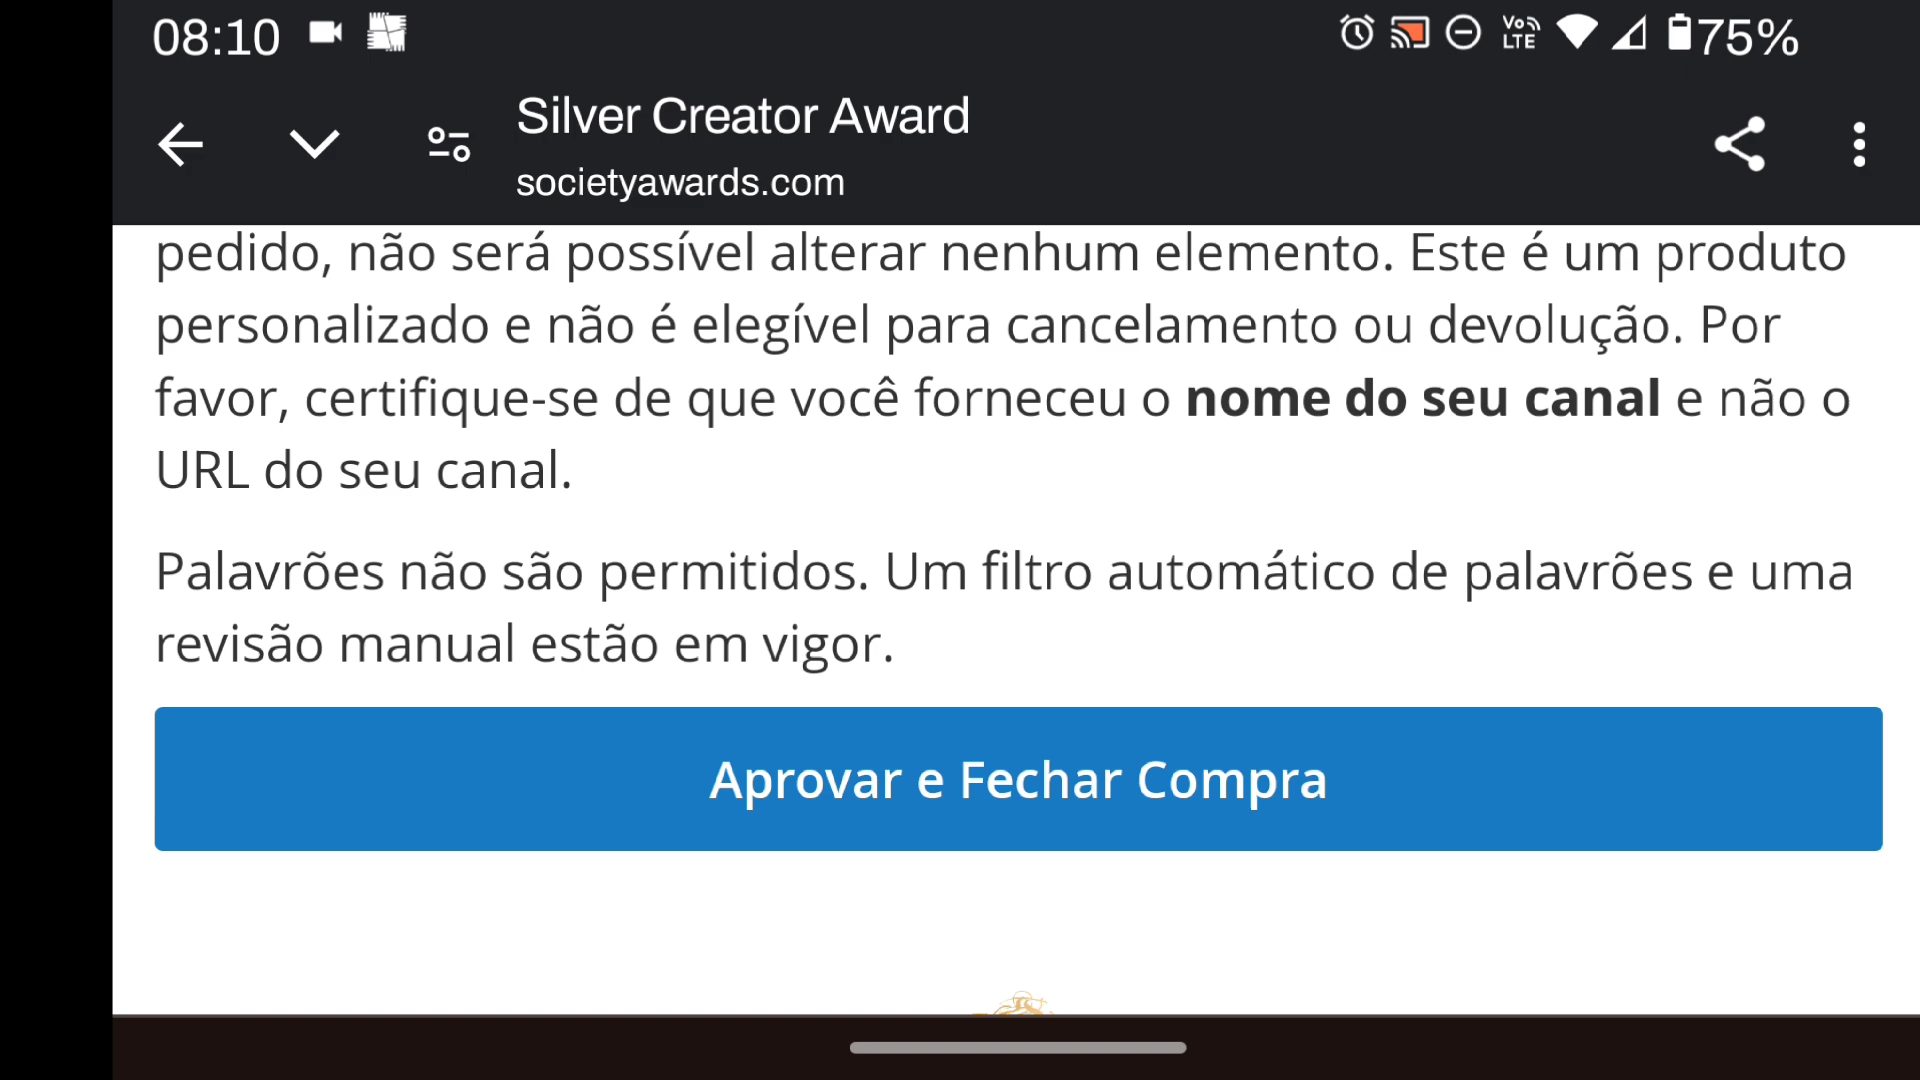 08:10
Vo LTE
75%
Silver Creator Award
societyawards.com
pedido, não será possível alterar nenhum elemento. Este é um produto
personalizado e não é elegível para cancelamento ou devolução. Por
favor, certifique-se de que você forneceu o nome do seu canal e não o
URL do seu canal.
Palavrões não são permitidos. Um filtro automático de palavrões e uma
revisão manual estão em vigor.
Aprovar e Fechar Compra